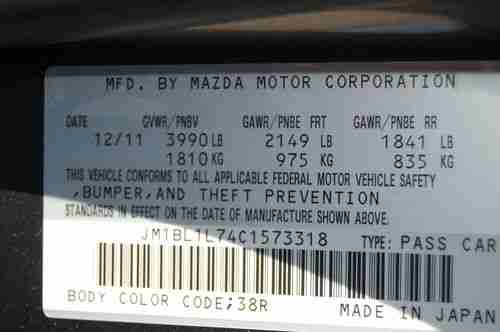 MFD. BY MAZDA MOTOR CORPORATION
DATE GVWR/PNBV GAWR/PNBE FRT GAWR/PNBE RR
12/11 3990 LB 2149 LB 1841 LB
1810 KG 975 KG 835 KG
THIS VEHICLE CONFORMS TO ALL APPLICABLE FEDERAL MOTOR VEHICLE SAFETY
,BUMPER,AND THEFT PREVENTION
STANDARDS IN EFFECT ON THE DATE OF MANUFACTURE SHOWN ABOVE.
JM1BL1L74C1573318 TYPE: PASS CAR
BODY COLOR CODE;38R MADE IN JAPAN